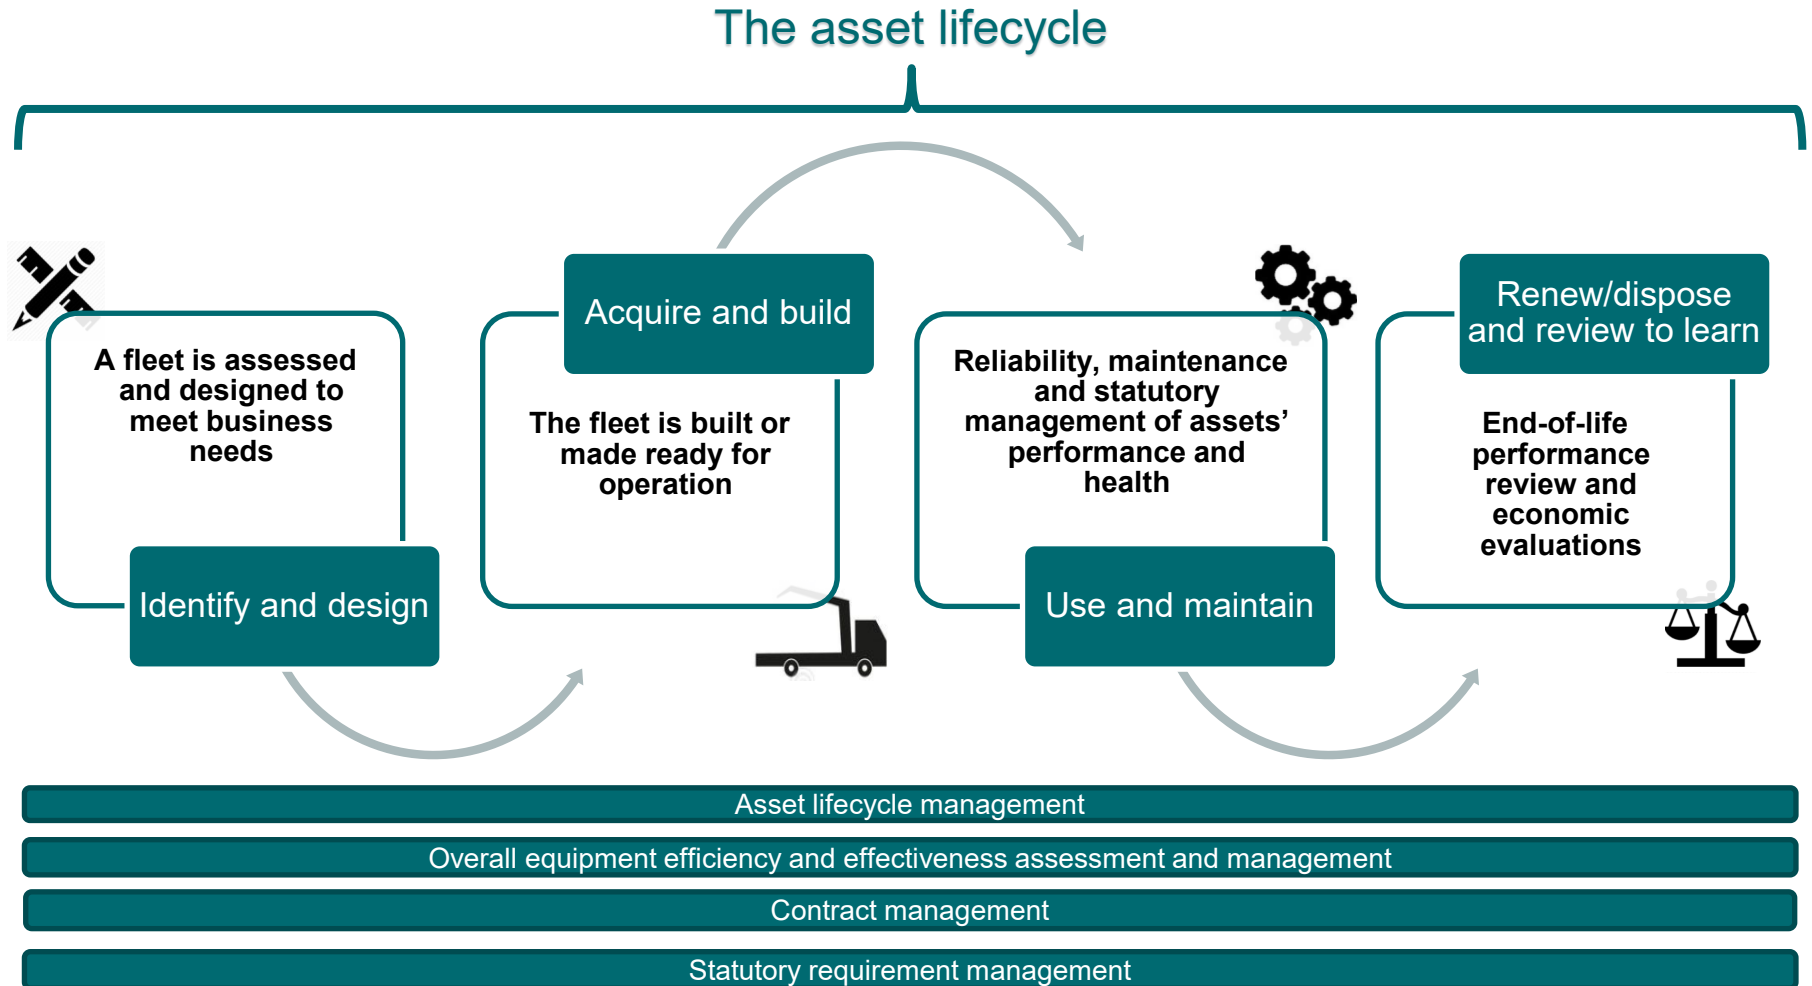 The asset lifecycle
A fleet is assessed
and designed to
meet business
needs
Identify and design
Acquire and build
The fleet is built or
made ready for
operation
Reliability, maintenance
and statutory
management of assets’
performance and
health
Use and maintain
Renew/dispose
and review to learn
End-of-life
performance
review and
economic
evaluations
Asset lifecycle management
Overall equipment efficiency and effectiveness assessment and management
Contract management
Statutory requirement management